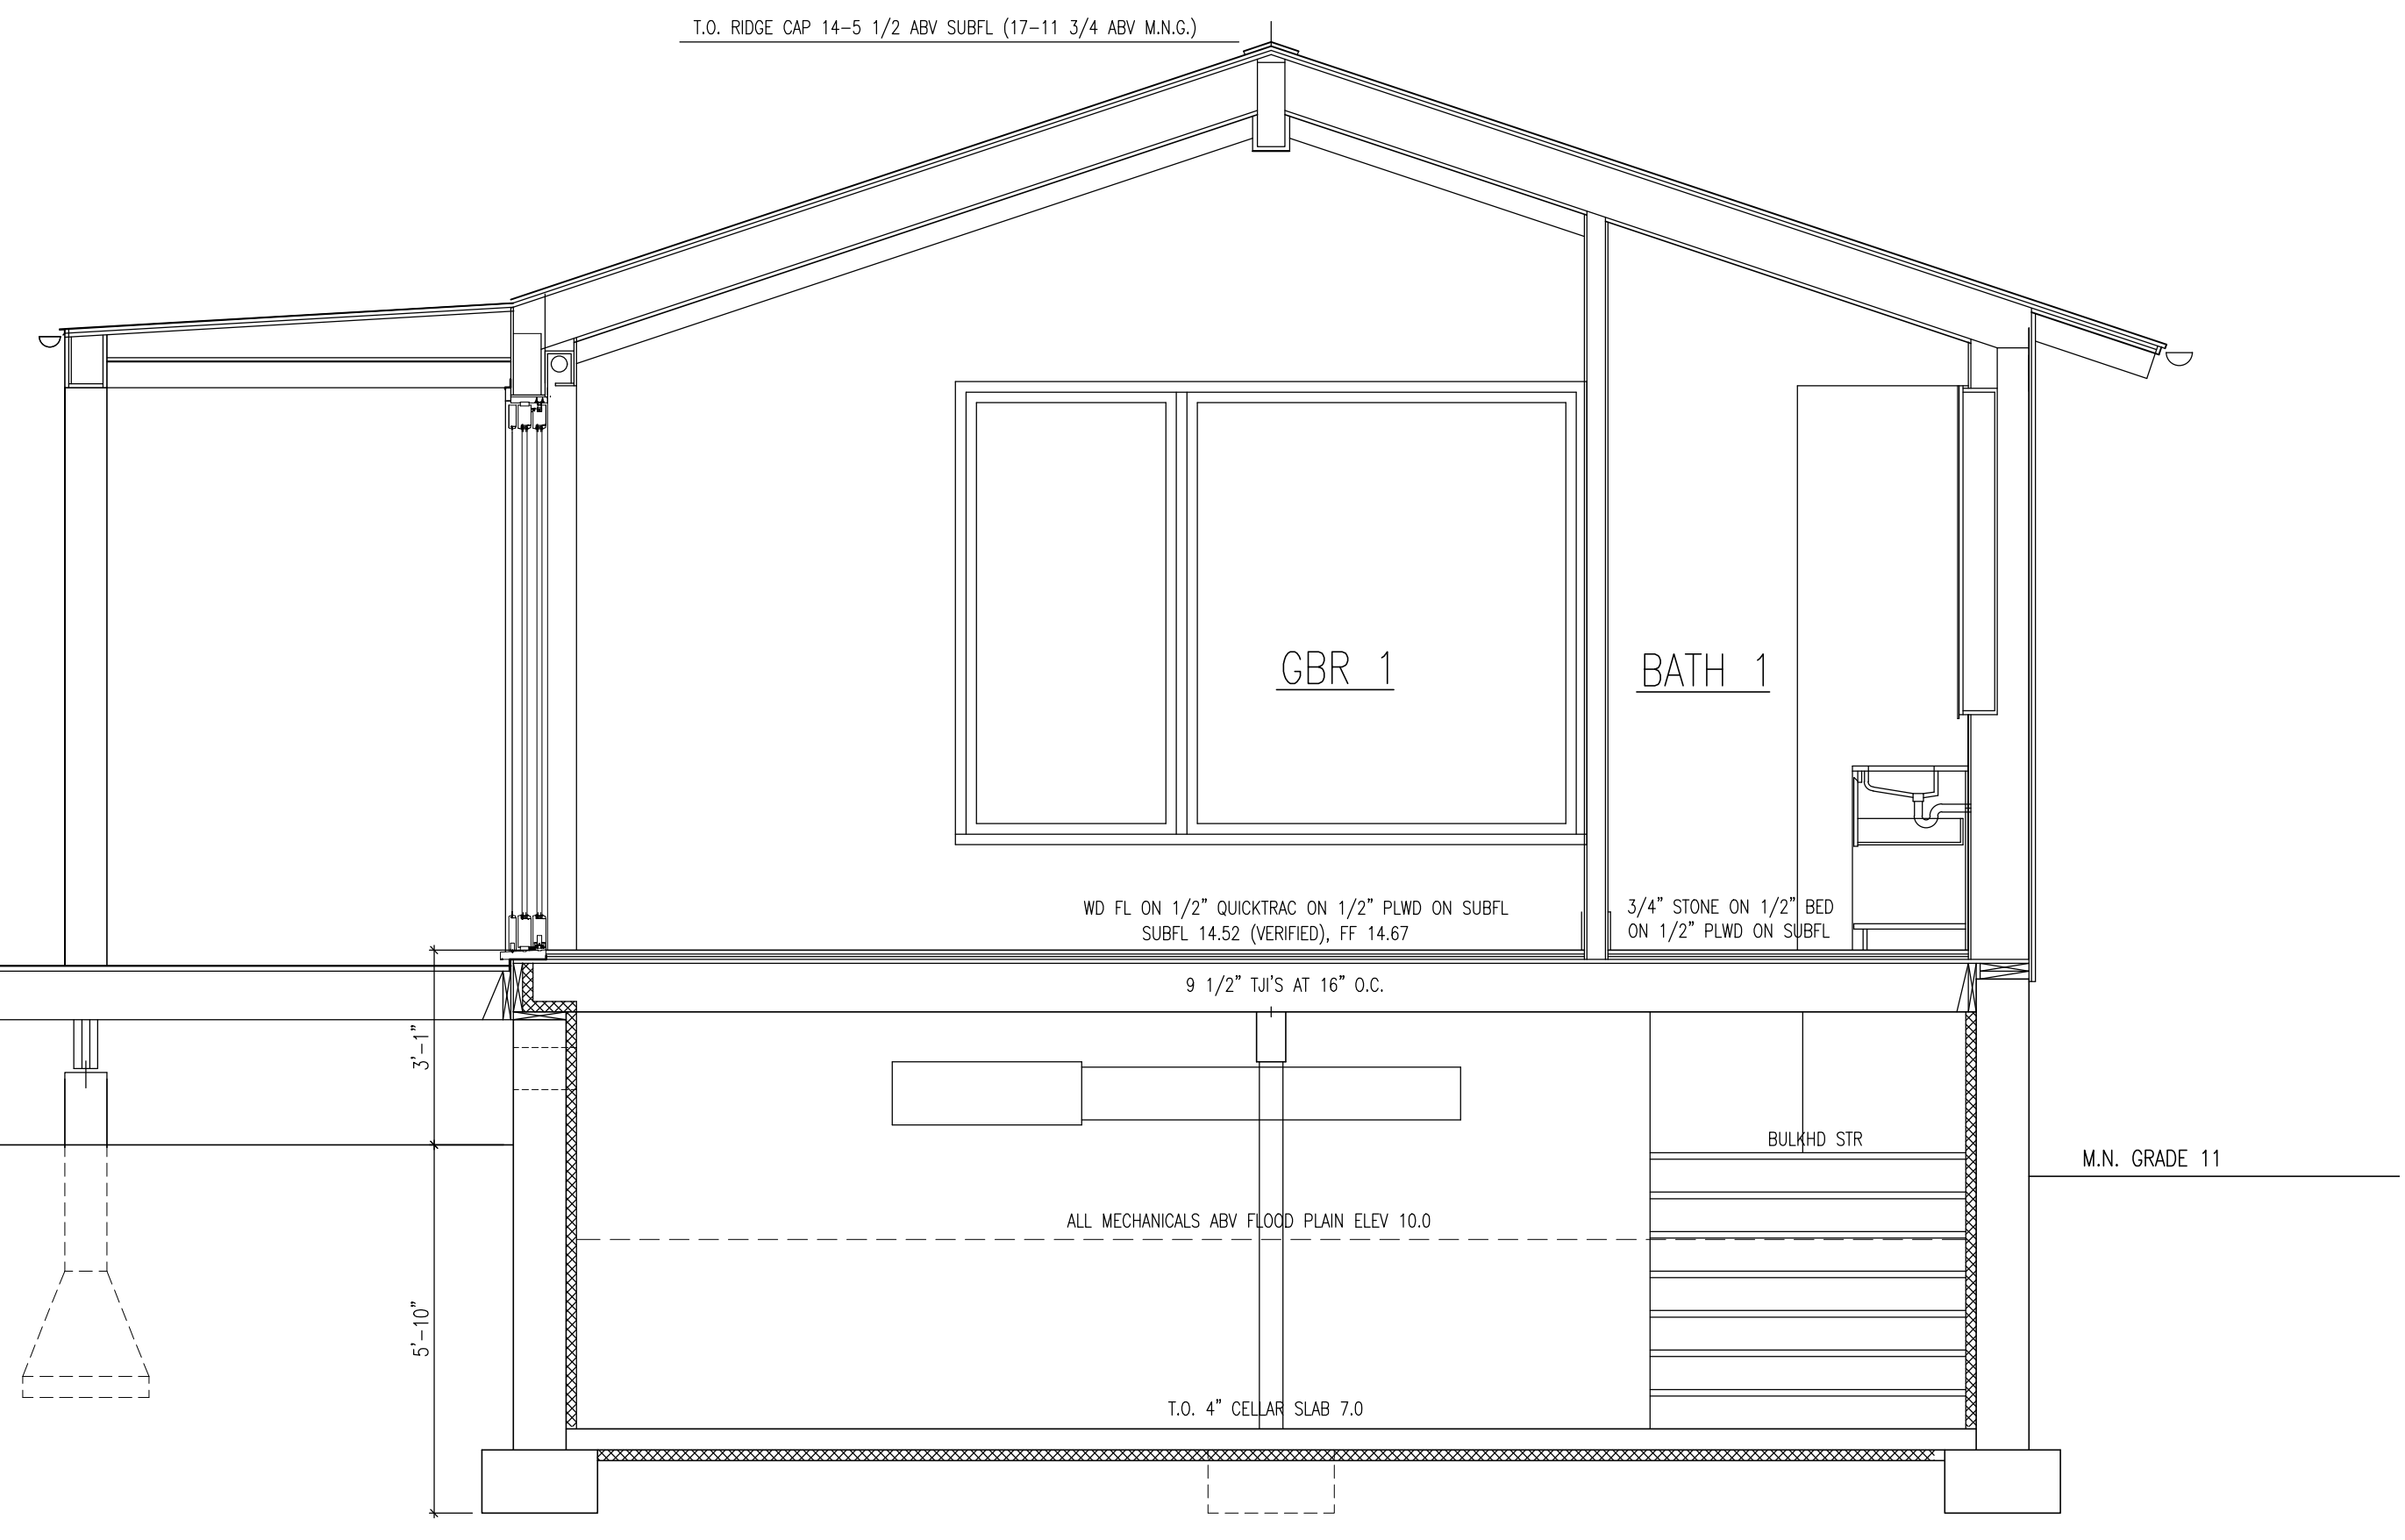 T.O. RIDGE CAP 14-5 1/2 ABV SUBFL (17-11 3/4 ABV M.N.G.)
GBR 1
BATH 1
WD FL ON 1/2" QUICKTRAC ON 1/2" PLWD ON SUBFL
SUBFL 14.52 (VERIFIED), FF 14.67
3/4" STONE ON 1/2" BED
ON 1/2" PLWD ON SUBFL
9 1/2" TJI'S AT 16" O.C.
3'-1"
BULKHD STR
M.N. GRADE 11
ALL MECHANICALS ABV FLOOD PLAIN ELEV 10.0
5'-10"
T.O. 4" CELLAR SLAB 7.0